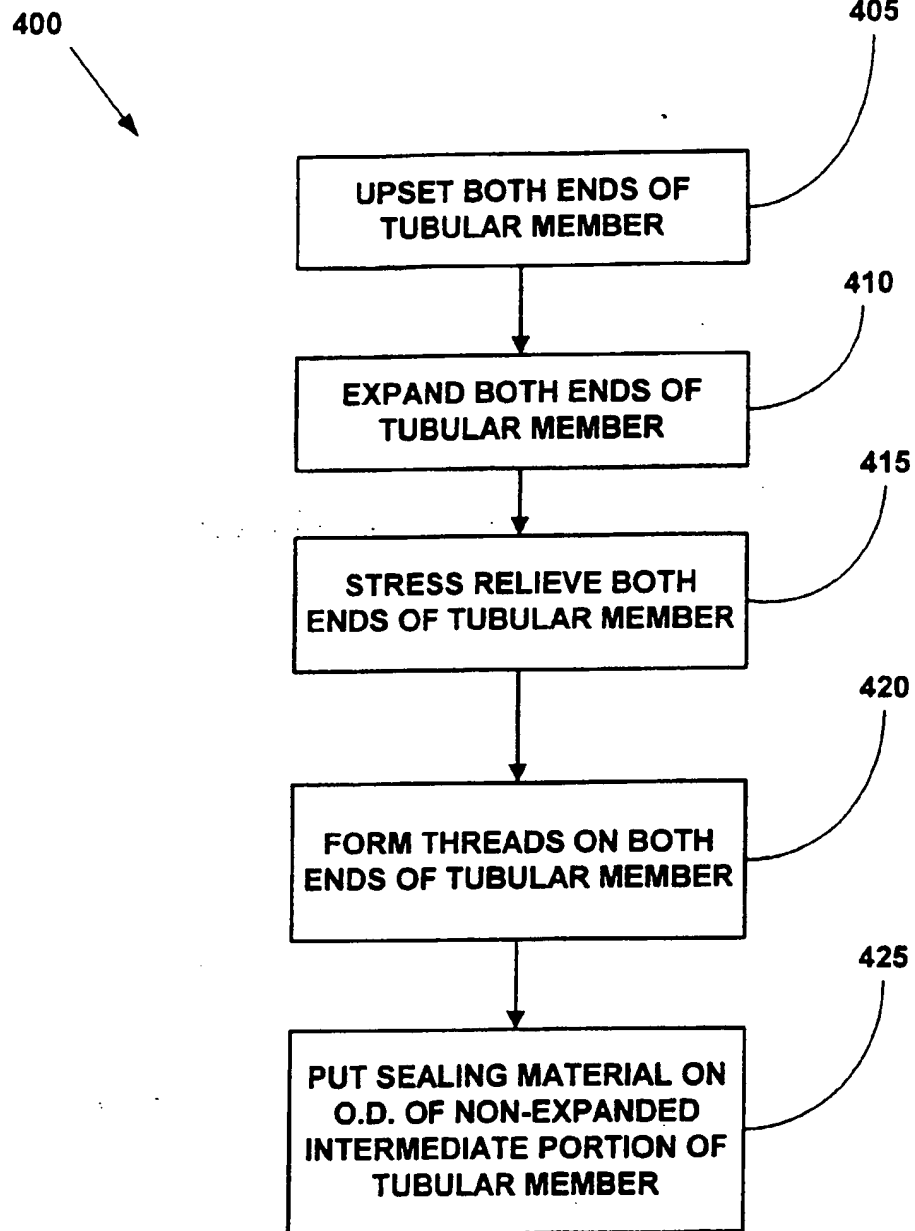 400
405
UPSET BOTH ENDS OF
TUBULAR MEMBER
410
EXPAND BOTH ENDS OF
TUBULAR MEMBER
415
STRESS RELIEVE BOTH
ENDS OF TUBULAR MEMBER
420
FORM THREADS ON BOTH
ENDS OF TUBULAR MEMBER
425
PUT SEALING MATERIAL ON
O.D. OF NON-EXPANDED
INTERMEDIATE PORTION OF
TUBULAR MEMBER